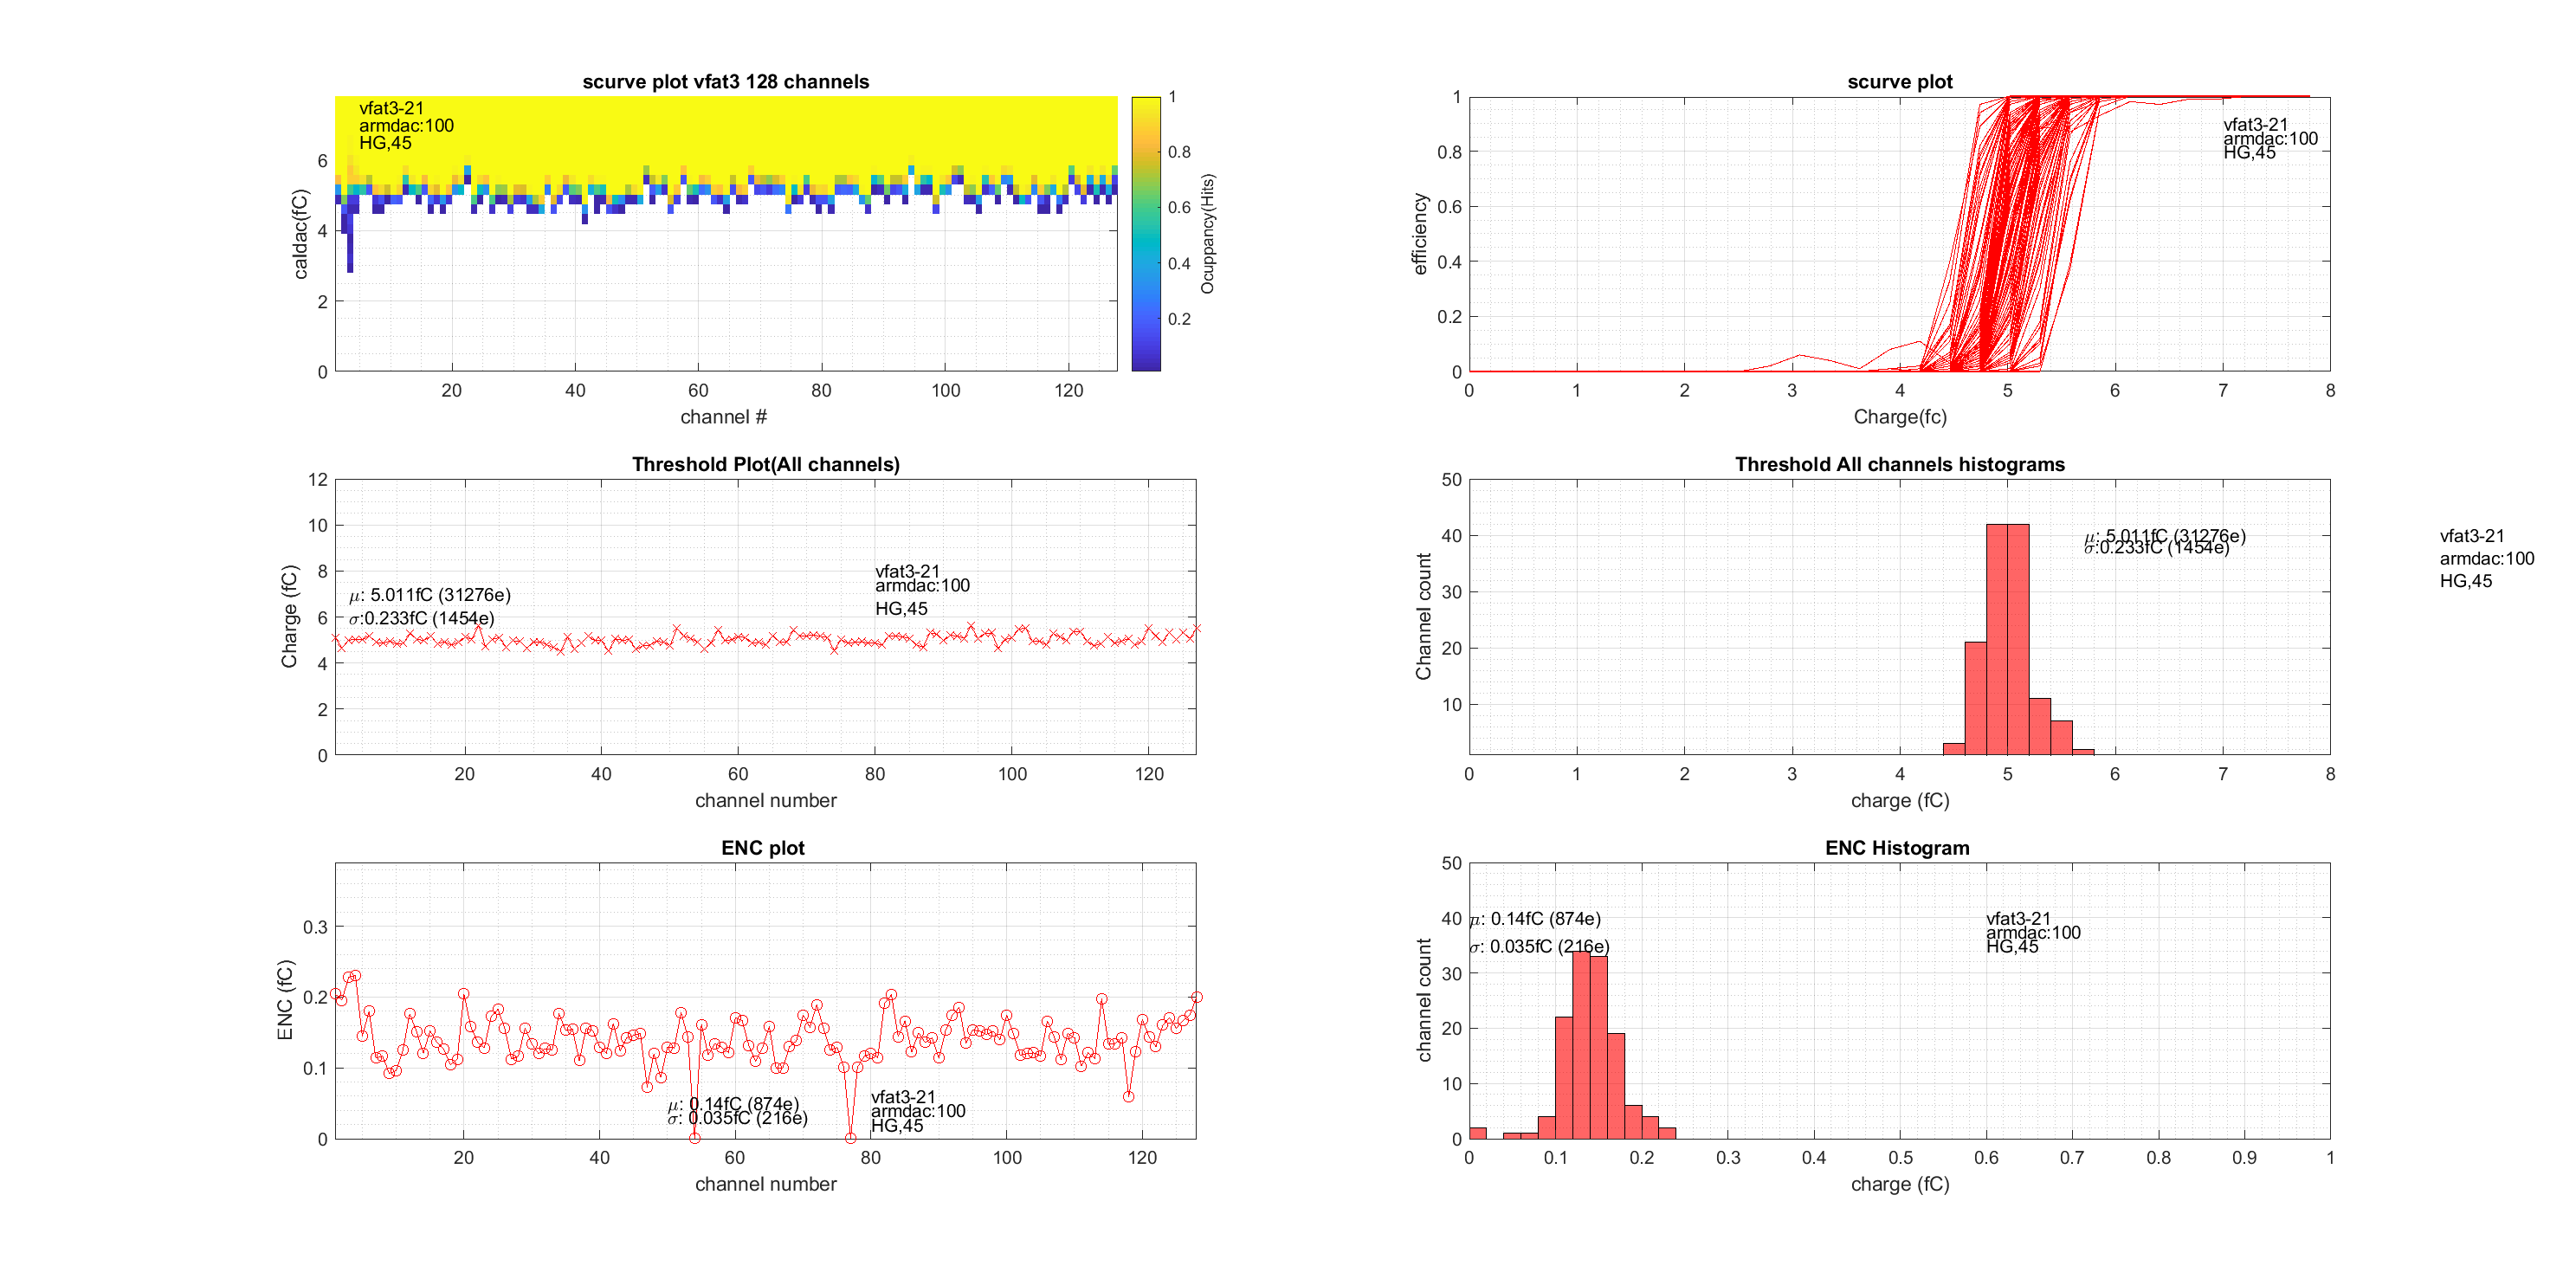 scurve plot vfat3 128 channels
vfat3-21
armdac:100
HG,45
caldac(fC)
6
4
2
0
20
40
60
80
100
120
channel #
1
0.8
0.6
0.4
0.2
Ocuppancy(Hits)
scurve plot
vfat3-21
armdac:100
HG,45
efficiency
1
0.8
0.6
0.4
0.2
0
0
1
2
3
4
5
6
7
8
Charge(fc)
Threshold Plot(All channels)
12
10
8
6
4
2
0
Charge (fC)
μ: 5.011fC (31276e)
σ:0.233fC (1454e)
vfat3-21
armdac:100
HG,45
20
40
60
80
100
120
channel number
Threshold All channels histograms
50
40
30
20
10
Channel count
μ: 5.011fC (31276e)
σ:0.233fC (1454e)
vfat3-21
armdac:100
HG,45
0
1
2
3
4
5
6
7
8
charge (fC)
ENC plot
0.3
0.2
0.1
0
ENC (fC)
μ: 0.14fC (874e)
σ: 0.035fC (216e)
vfat3-21
armdac:100
HG,45
20
40
60
80
100
120
channel number
ENC Histogram
50
40
30
20
10
0
channel count
μ: 0.14fC (874e)
σ: 0.035fC (216e)
vfat3-21
armdac:100
HG,45
0
0.1
0.2
0.3
0.4
0.5
0.6
0.7
0.8
0.9
1
charge (fC)